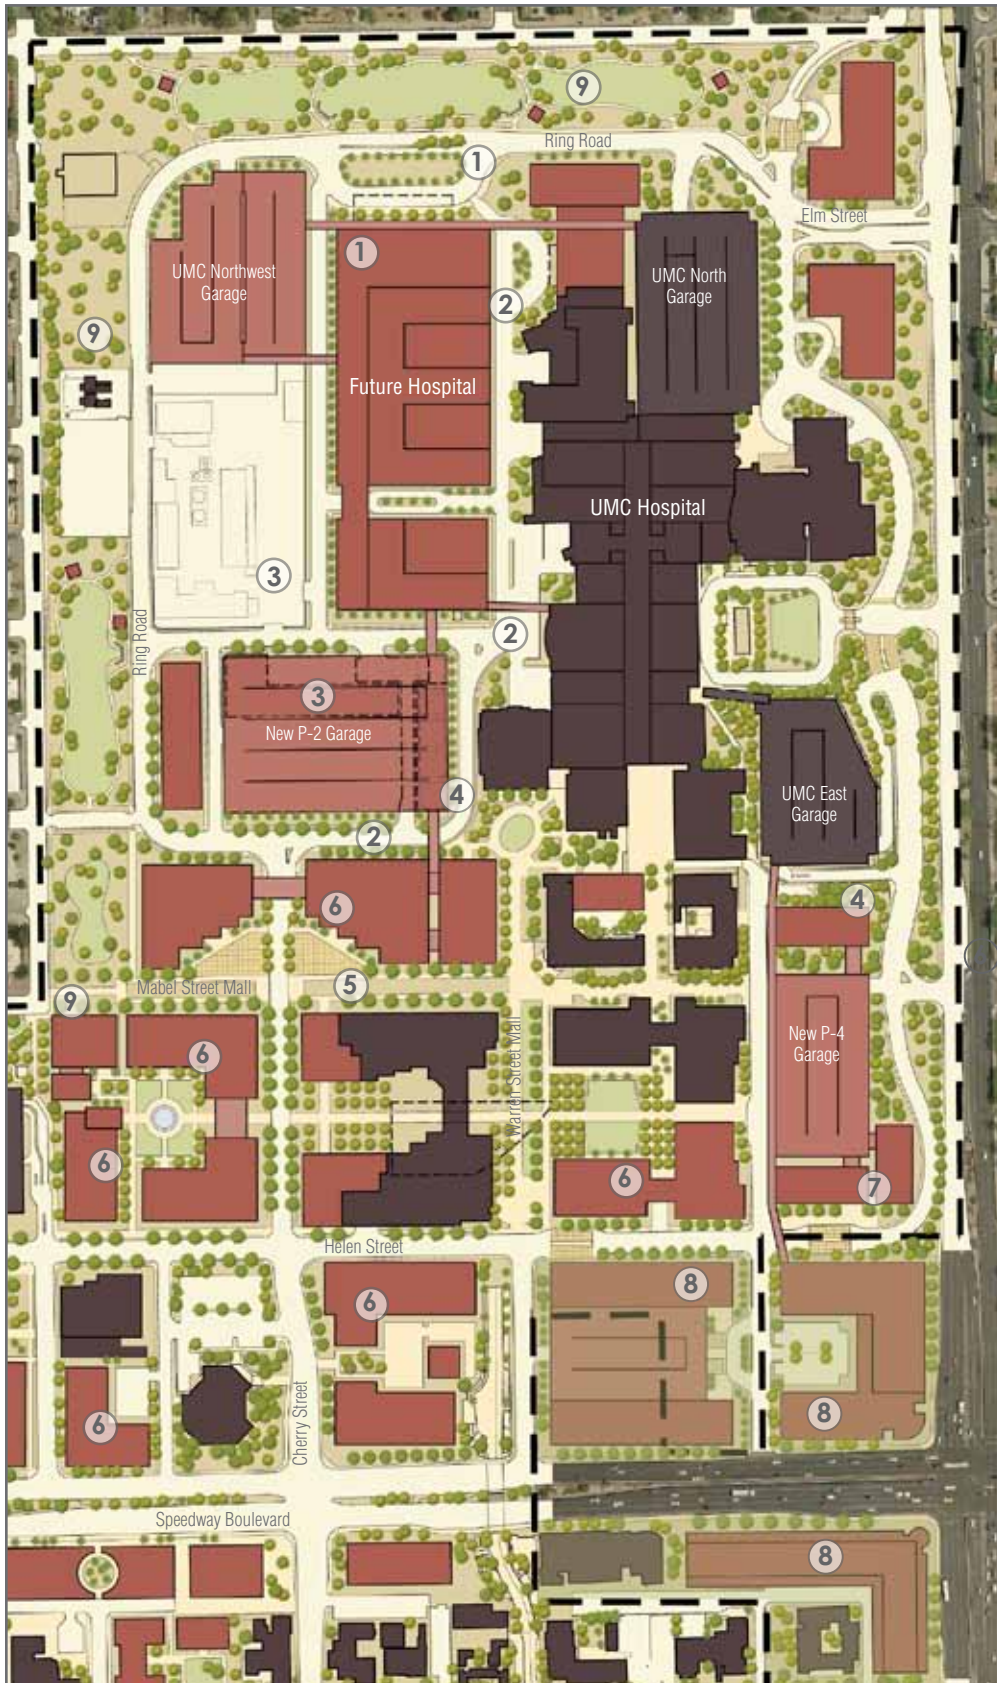 9
1
Ring Road
Elm Street
1
UMC Northwest
Garage
UMC North
Garage
2
9
Future Hospital
UMC Hospital
3
2
Ring Road
3
New P-2 Garage
4
UMC East
Garage
2
6
4
Mabel Street Mall
5
9
6
Warren Street Mall
New P-4
Garage
6
6
7
Helen Street
8
6
Cherry Street
6
8
Speedway Boulevard
8